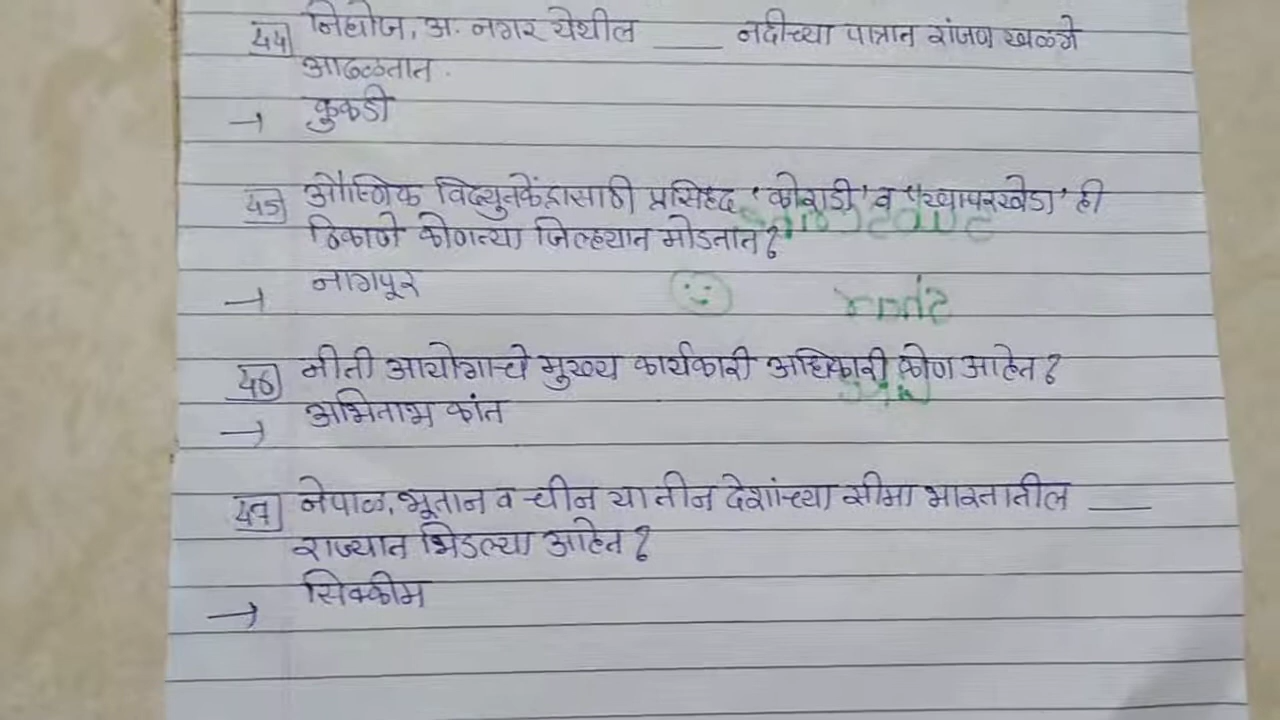 ५४) निघोज, अ. नगर येथील ____ नदीच्या पात्रात रांजण खळगे
आढळतात.
→ कुकडी
५५) औष्णिक विद्युतकेंद्रासाठी प्रसिध्द 'कोराडी' व 'खापरखेडा' ही
ठिकाणे कोणत्या जिल्ह्यात मोडतात?
→ नागपूर
५६) नीती आयोगाचे मुख्य कार्यकारी अधिकारी कोण आहेत?
→ अमिताभ कांत
५७) नेपाळ, भूतान व चीन या तीन देशांच्या सीमा भारतातील ____
राज्यात भिडल्या आहेत?
→ सिक्कीम